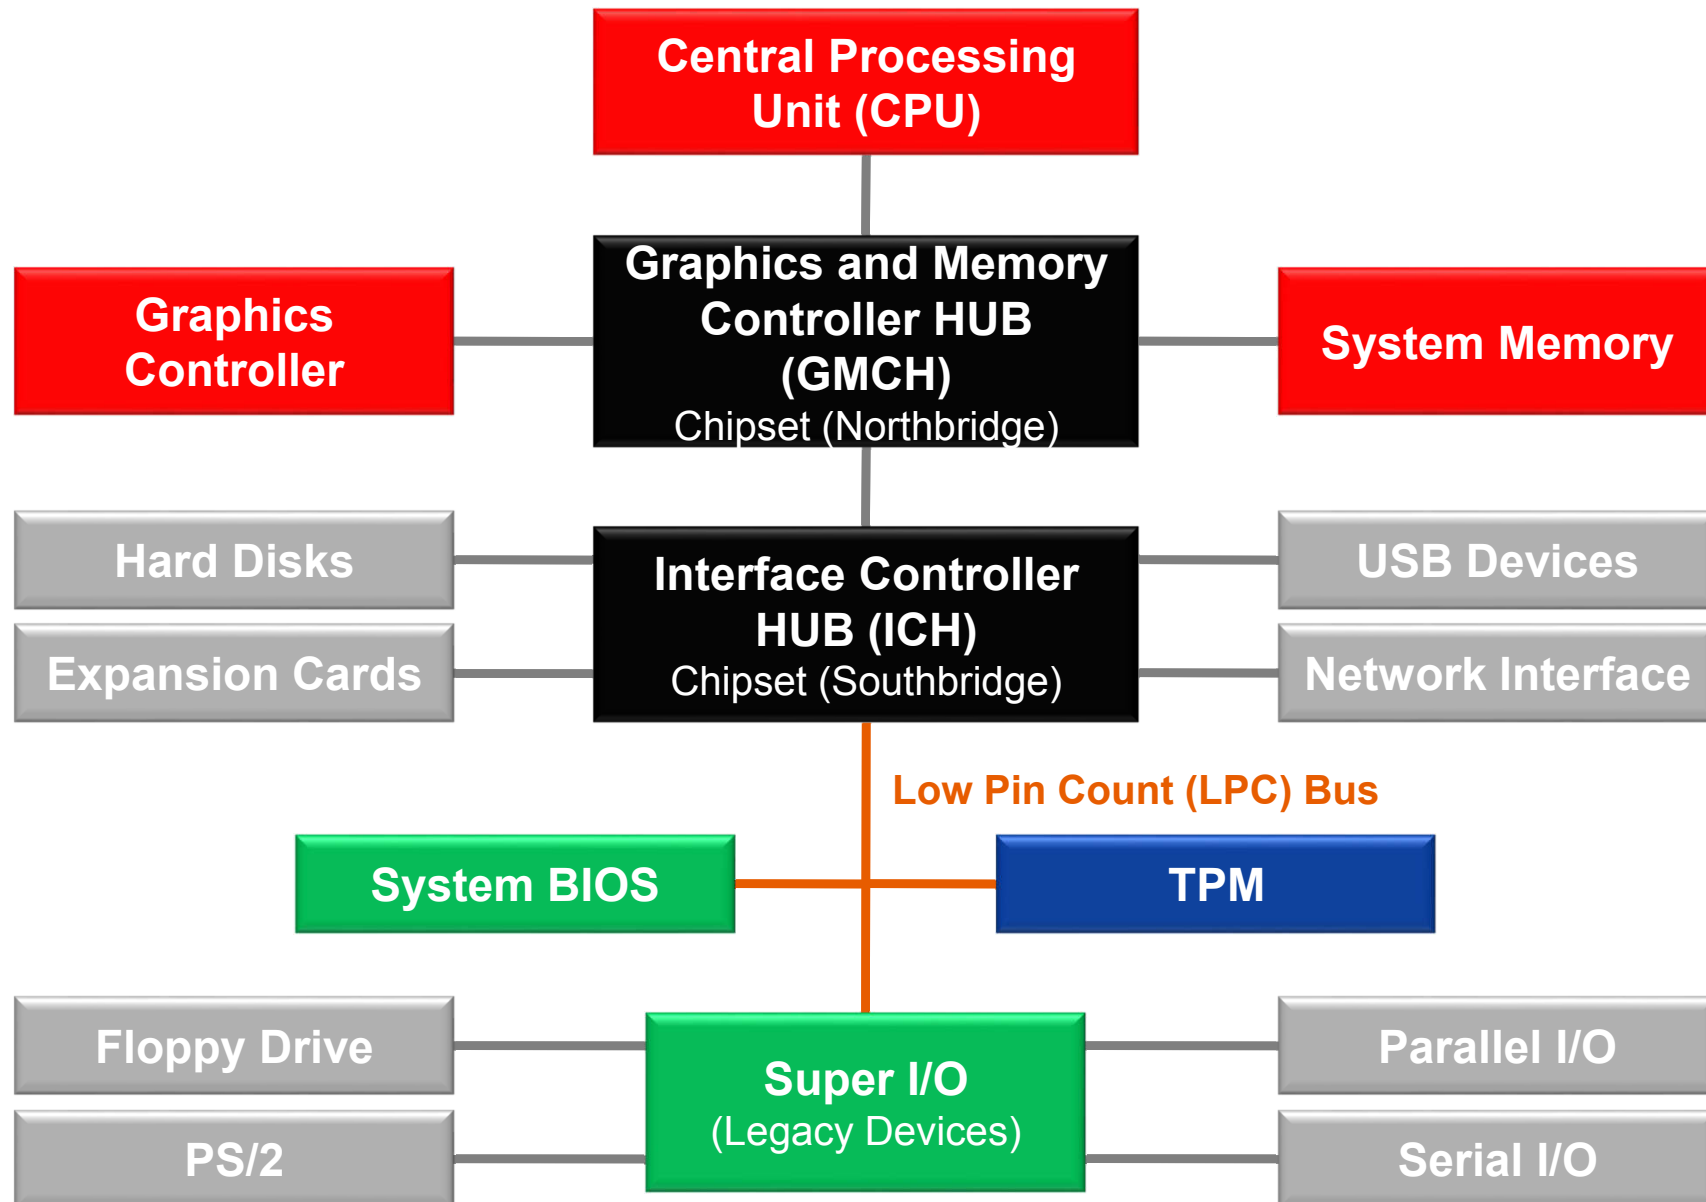 Central Processing
Unit (CPU)
Graphics and Memory
Controller HUB
(GMCH)
Chipset (Northbridge)
Graphics
Controller
System Memory
Hard Disks
Expansion Cards
Interface Controller
HUB (ICH)
Chipset (Southbridge)
USB Devices
Network Interface
Low Pin Count (LPC) Bus
System BIOS
TPM
Floppy Drive
PS/2
Super I/O
(Legacy Devices)
Parallel I/O
Serial I/O